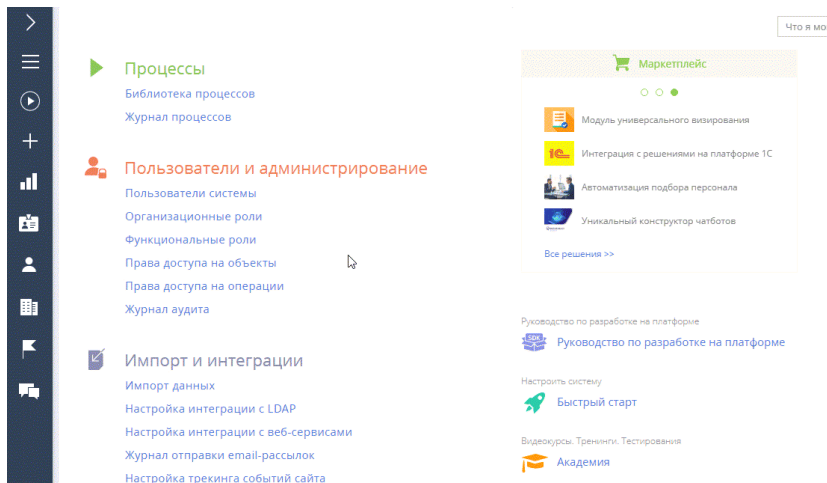 Что я мо
Процессы
Библиотека процессов
Журнал процессов
Пользователи и администрирование
Пользователи системы
Организационные роли
Функциональные роли
Права доступа на объекты
Права доступа на операции
Журнал аудита
Импорт и интеграции
Импорт данных
Настройка интеграции с LDAP
Настройка интеграции с веб-сервисами
Журнал отправки email-рассылок
Настройка трекинга событий сайта
Маркетплейс
Модуль универсального визирования
1С
Интеграция с решениями на платформе 1С
Автоматизация подбора персонала
Уникальный конструктор чатботов
Все решения >>
Руководство по разработке на платформе
SDK
Руководство по разработке на платформе
Настроить систему
Быстрый старт
Видеокурсы. Тренинги. Тестирования
Академия